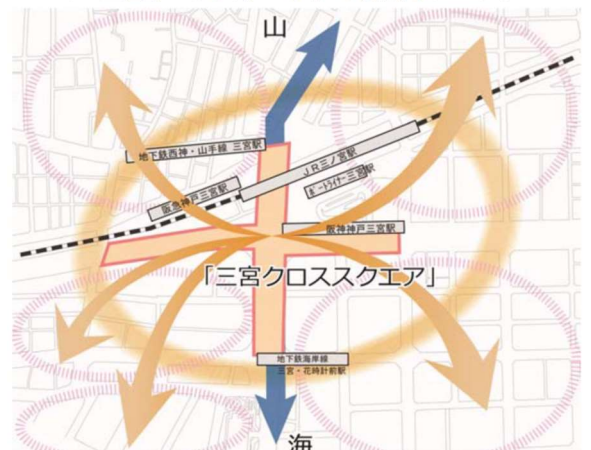 山
地下鉄西神・山手線 三宮駅
JR三ノ宮駅
ポートライナー三宮駅
阪急神戸三宮駅
阪神神戸三宮駅
「三宮クロススクエア」
地下鉄海岸線
三宮・花時計前駅
海